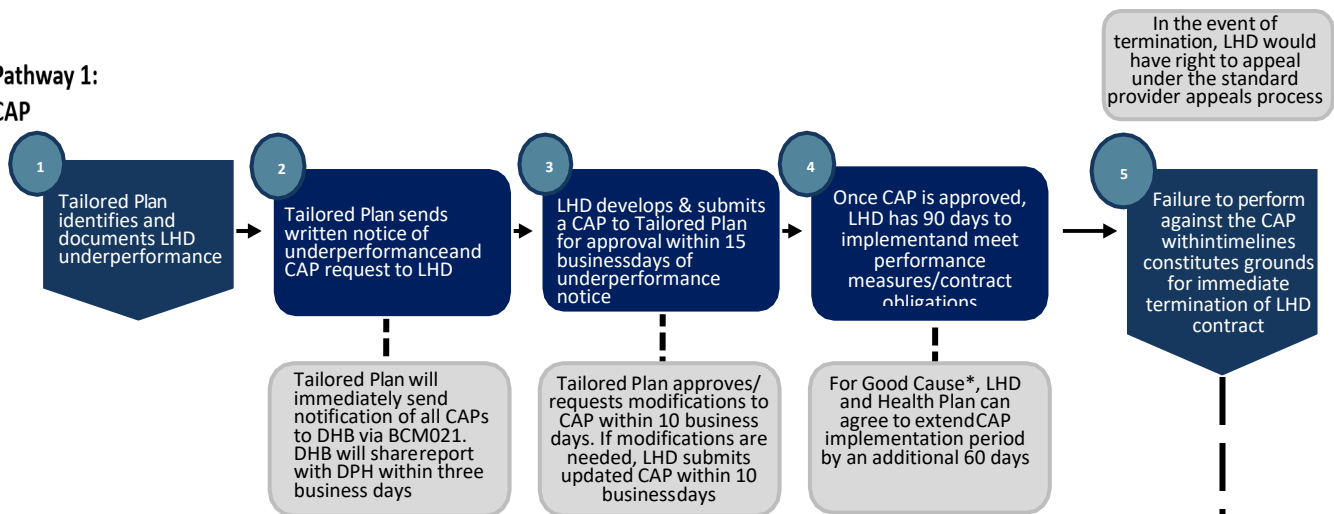 Pathway 1:
CAP
In the event of
termination, LHD would
have right to appeal
under the standard
provider appeals process
1
Tailored Plan
identifies and
documents LHD
underperformance
2
Tailored Plan sends
written notice of
underperformanceand
CAP request to LHD
3
LHD develops & submits
a CAP to Tailored Plan
for approval within 15
businessdays of
underperformance
notice
4
Once CAP is approved,
LHD has 90 days to
implementand meet
performance
measures/contract
obligations
5
Failure to perform
against the CAP
withintimelines
constitutes grounds
for immediate
termination of LHD
contract
Tailored Plan will
immediately send
notification of all CAPs
to DHB via BCM021.
DHB will sharereport
with DPH within three
business days
Tailored Plan approves/
requests modifications to
CAP within 10 business
days. If modifications are
needed, LHD submits
updated CAP within 10
businessdays
For Good Cause*, LHD
and Health Plan can
agree to extendCAP
implementation period
by an additional 60 days